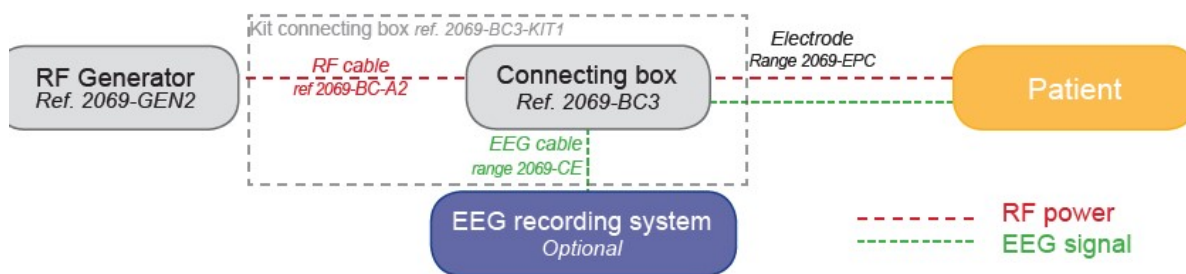 Kit connecting box ref. 2069-BC3-KIT1
RF Generator
Ref. 2069-GEN2
RF cable
ref 2069-BC-A2
Connecting box
Ref. 2069-BC3
Electrode
Range 2069-EPC
Patient
EEG cable
range 2069-CE
EEG recording system
Optional
RF power
EEG signal